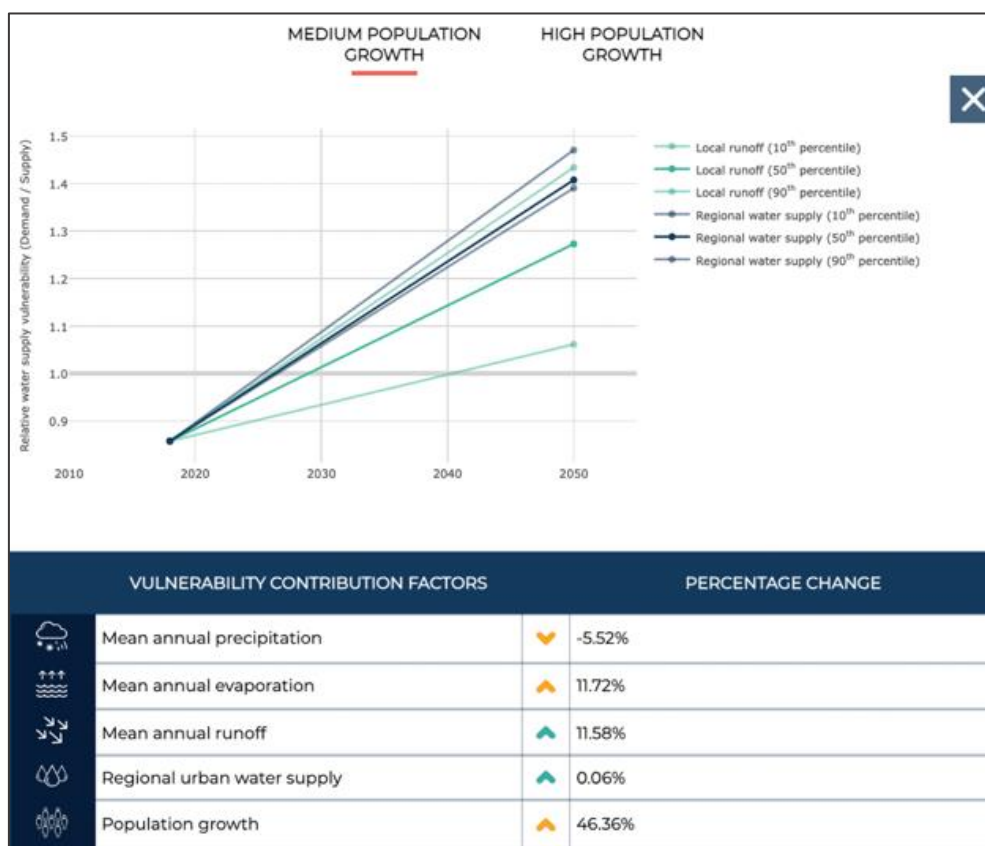 MEDIUM POPULATION
GROWTH
HIGH POPULATION
GROWTH
Relative water supply vulnerability (Demand / Supply)
1.5
1.4
1.3
1.2
1.1
1.0
0.9
2010
2020
2030
2040
2050
Local runoff (10th percentile)
Local runoff (50th percentile)
Local runoff (90th percentile)
Regional water supply (10th percentile)
Regional water supply (50th percentile)
Regional water supply (90th percentile)
VULNERABILITY CONTRIBUTION FACTORS PERCENTAGE CHANGE
Mean annual precipitation -5.52%
Mean annual evaporation 11.72%
Mean annual runoff 11.58%
Regional urban water supply 0.06%
Population growth 46.36%